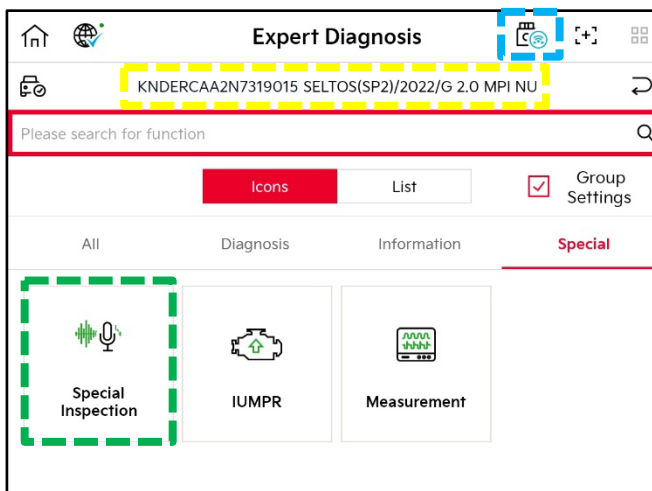 Expert Diagnosis
KNDERCAA2N7319015 SELTOS(SP2)/2022/G 2.0 MPI NU
Please search for function
Icons
List
Group
Settings
All
Diagnosis
Information
Special
Special
Inspection
IUMPR
Measurement